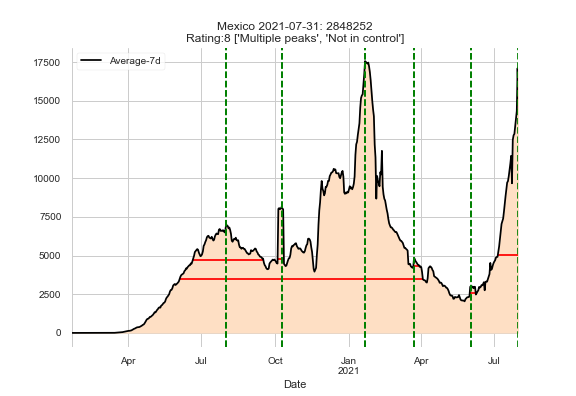 Mexico 2021-07-31: 2848252
Rating:8 ['Multiple peaks', 'Not in control']
Average-7d
17500
15000
12500
10000
7500
5000
2500
0
Apr
Jul
Oct
Jan
2021
Apr
Jul
Date